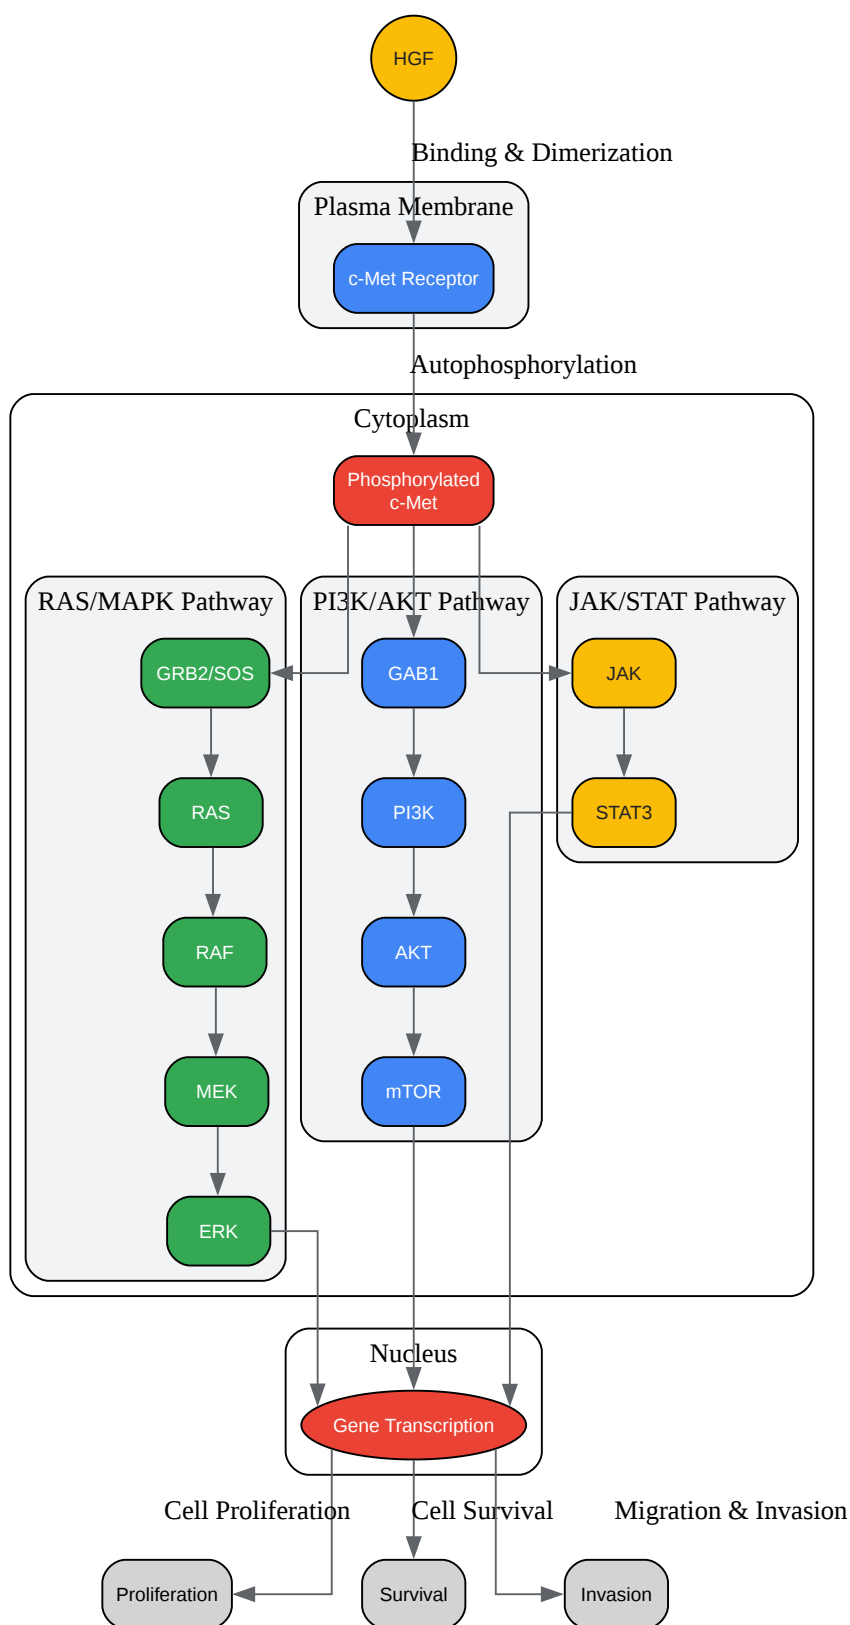 HGF
Binding & Dimerization
Plasma Membrane
c-Met Receptor
Autophosphorylation
Cytoplasm
Phosphorylated
c-Met
RAS/MAPK Pathway
PI3K/AKT Pathway
JAK/STAT Pathway
GRB2/SOS
GAB1
JAK
RAS
PI3K
STAT3
RAF
AKT
MEK
mTOR
ERK
Nucleus
Gene Transcription
Cell Proliferation
Cell Survival
Migration & Invasion
Proliferation
Survival
Invasion